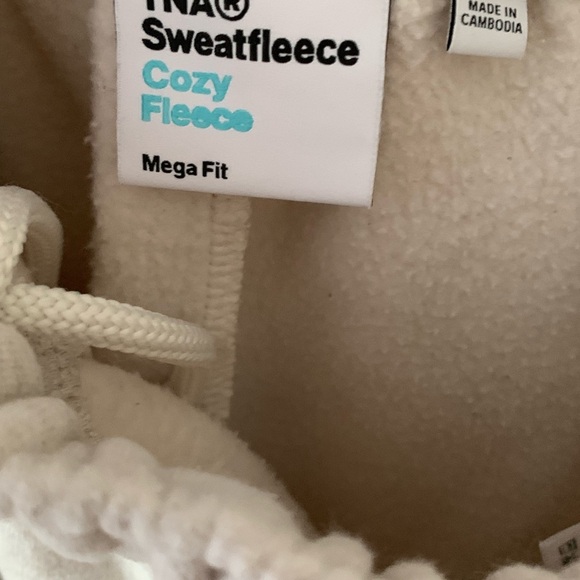 TNA®
Sweatfleece
Cozy
Fleece
Mega Fit
MADE IN
CAMBODIA